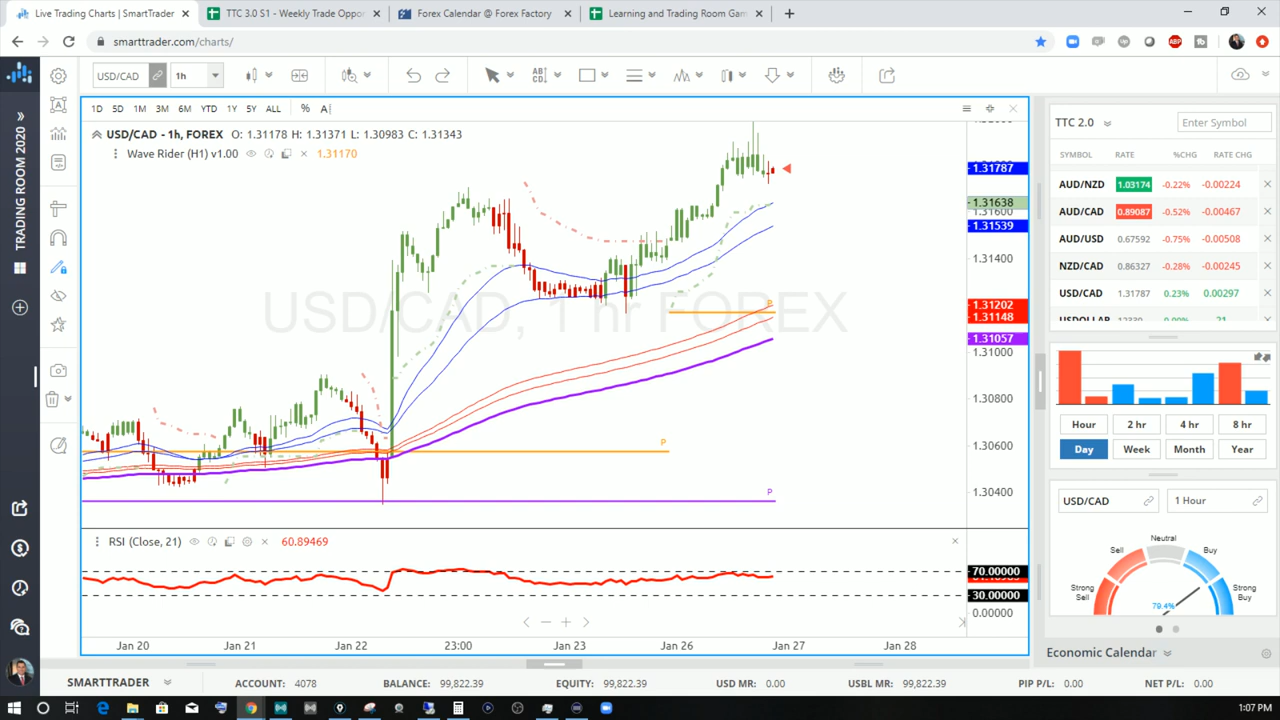 Live Trading Charts | SmartTrader
TTC 3.0 S1 - Weekly Trade Oppor
Forex Calendar @ Forex Factory
Learning and Trading Room Gam
smarttrader.com/charts/
ABP
Up
USD/CAD
1h
AB
CD
TRADING ROOM 2020
1D 5D 1M 3M 6M YTD 1Y 5Y ALL % A
USD/CAD - 1h, FOREX O: 1.31178 H: 1.31371 L: 1.30983 C: 1.31343
Wave Rider (H1) v1.00 1.31170
USD/CAD, 1 hr FOREX
P
P
P
1.31787
1.31638
1.31600
1.31539
1.31400
1.31202
1.31148
1.31057
1.31000
1.30800
1.30600
1.30400
RSI (Close, 21) 60.89469
70.00000
30.00000
0.00000
Jan 20 Jan 21 Jan 22 23:00 Jan 23 Jan 26 Jan 27 Jan 28
TTC 2.0 Enter Symbol
SYMBOL RATE %CHG RATE CHG
AUD/NZD 1.03174 -0.22% -0.00224
AUD/CAD 0.89087 -0.52% -0.00467
AUD/USD 0.67592 -0.75% -0.00508
NZD/CAD 0.86327 -0.28% -0.00245
USD/CAD 1.31787 0.23% 0.00297
USDOLLAR
Hour 2 hr 4 hr 8 hr
Day Week Month Year
USD/CAD 1 Hour
Neutral
Sell Buy
Strong Sell
Strong Buy
79.4%
Economic Calendar
SMARTTRADER ACCOUNT: 4078 BALANCE: 99,822.39 EQUITY: 99,822.39 USD MR: 0.00 USBL MR: 99,822.39 PIP P/L: 0.00 NET P/L: 0.00
1:07 PM